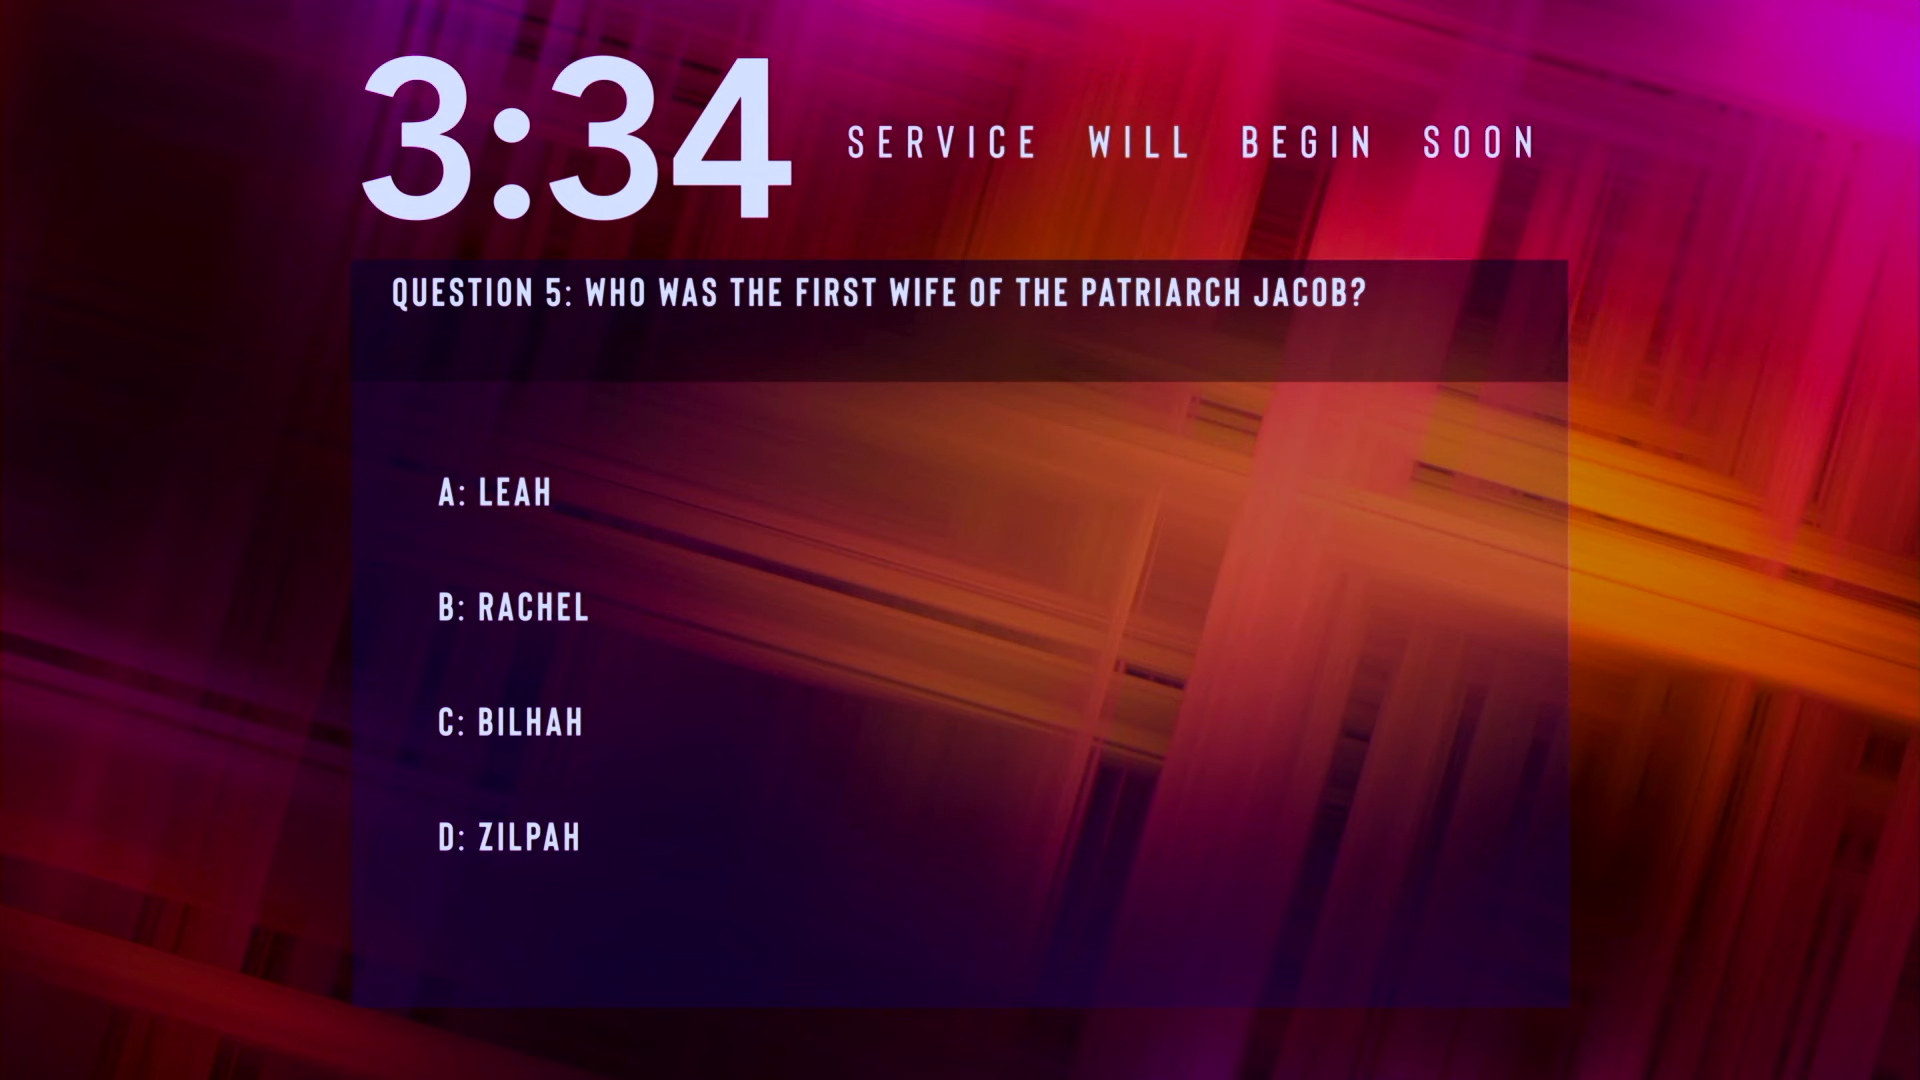 3:34 SERVICE WILL BEGIN SOON
QUESTION 5: WHO WAS THE FIRST WIFE OF THE PATRIARCH JACOB?
A: LEAH
B: RACHEL
C: BILHAH
D: ZILPAH